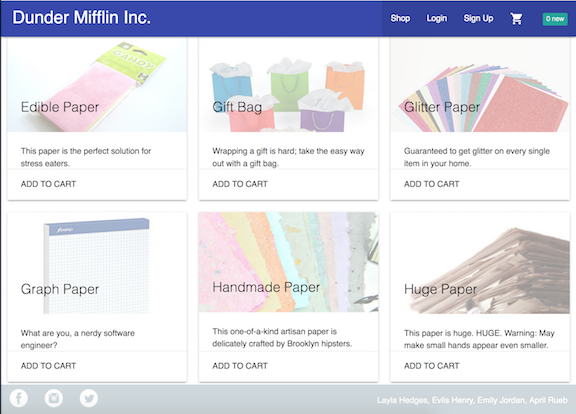 Dunder Mifflin Inc.
Shop Login Sign Up 0 new
Edible Paper
This paper is the perfect solution for
stress eaters.
ADD TO CART
Gift Bag
Wrapping a gift is hard; take the easy way
out with a gift bag.
ADD TO CART
Glitter Paper
Guaranteed to get glitter on every single
item in your home.
ADD TO CART
Graph Paper
What are you, a nerdy software
engineer?
ADD TO CART
Handmade Paper
This one-of-a-kind artisan paper is
delicately crafted by Brooklyn hipsters.
ADD TO CART
Huge Paper
This paper is huge. HUGE. Warning: May
make small hands appear even smaller.
ADD TO CART
Layla Hedges, Evlis Henry, Emily Jordan, April Rueb